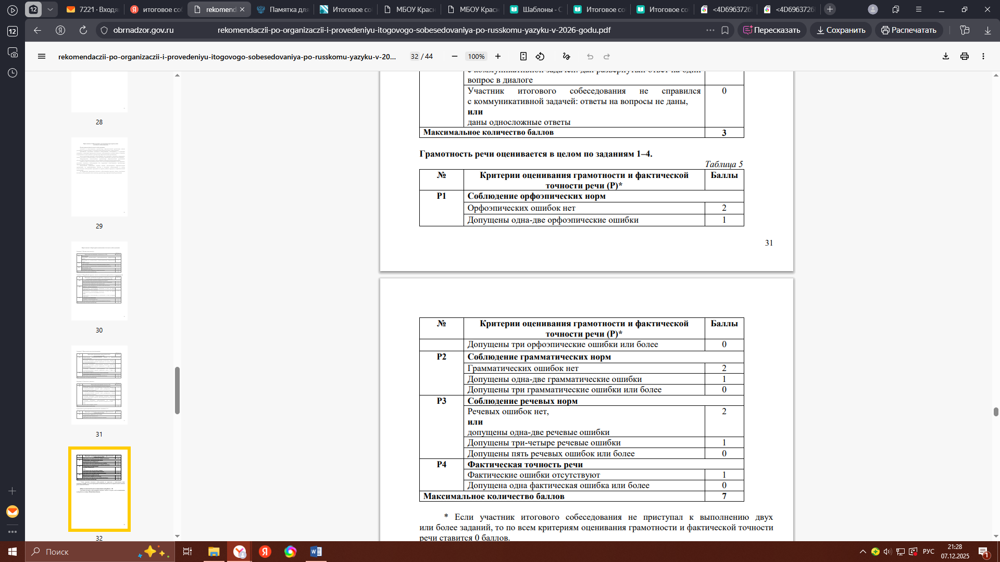 12
7221 · Входя
итоговое со
rekomend
Памятка для
Итоговое со
МБОУ Красн
МБОУ Красн
Шаблоны - С
Итоговое со
Итоговое со
<4D6963726
<4D6963726
12
obrnadzor.gov.ru
rekomendaczii-po-organizaczii-i-provedeniyu-itogovogo-sobesedovaniya-po-russkomu-yazyku-v-2026-godu.pdf
Пересказать
Сохранить
Распечатать
rekomendaczii-po-organizaczii-i-provedeniyu-itogovogo-sobesedovaniya-po-russkomu-yazyku-v-20...
32 / 44
100%
28
29
30
31
32
с коммуникативной задачей: дан развернутый ответ на один
вопрос в диалоге
Участник итогового собеседования не справился 0
с коммуникативной задачей: ответы на вопросы не даны,
или
даны односложные ответы
Максимальное количество баллов 3
Грамотность речи оценивается в целом по заданиям 1–4.
Таблица 5
№ Критерии оценивания грамотности и фактической Баллы
точности речи (Р)*
Р1 Соблюдение орфоэпических норм
Орфоэпических ошибок нет 2
Допущены одна-две орфоэпические ошибки 1
31
№ Критерии оценивания грамотности и фактической Баллы
точности речи (Р)*
Допущены три орфоэпические ошибки или более 0
Р2 Соблюдение грамматических норм
Грамматических ошибок нет 2
Допущены одна-две грамматические ошибки 1
Допущены три грамматические ошибки или более 0
Р3 Соблюдение речевых норм
Речевых ошибок нет, 2
или
допущены одна-две речевые ошибки
Допущены три-четыре речевые ошибки 1
Допущены пять речевых ошибок или более 0
Р4 Фактическая точность речи
Фактические ошибки отсутствуют 1
Допущена одна фактическая ошибка или более 0
Максимальное количество баллов 7
* Если участник итогового собеседования не приступал к выполнению двух
или более заданий, то по всем критериям оценивания грамотности и фактической точности
речи ставится 0 баллов.
Поиск
РУС
21:28
07.12.2025
1